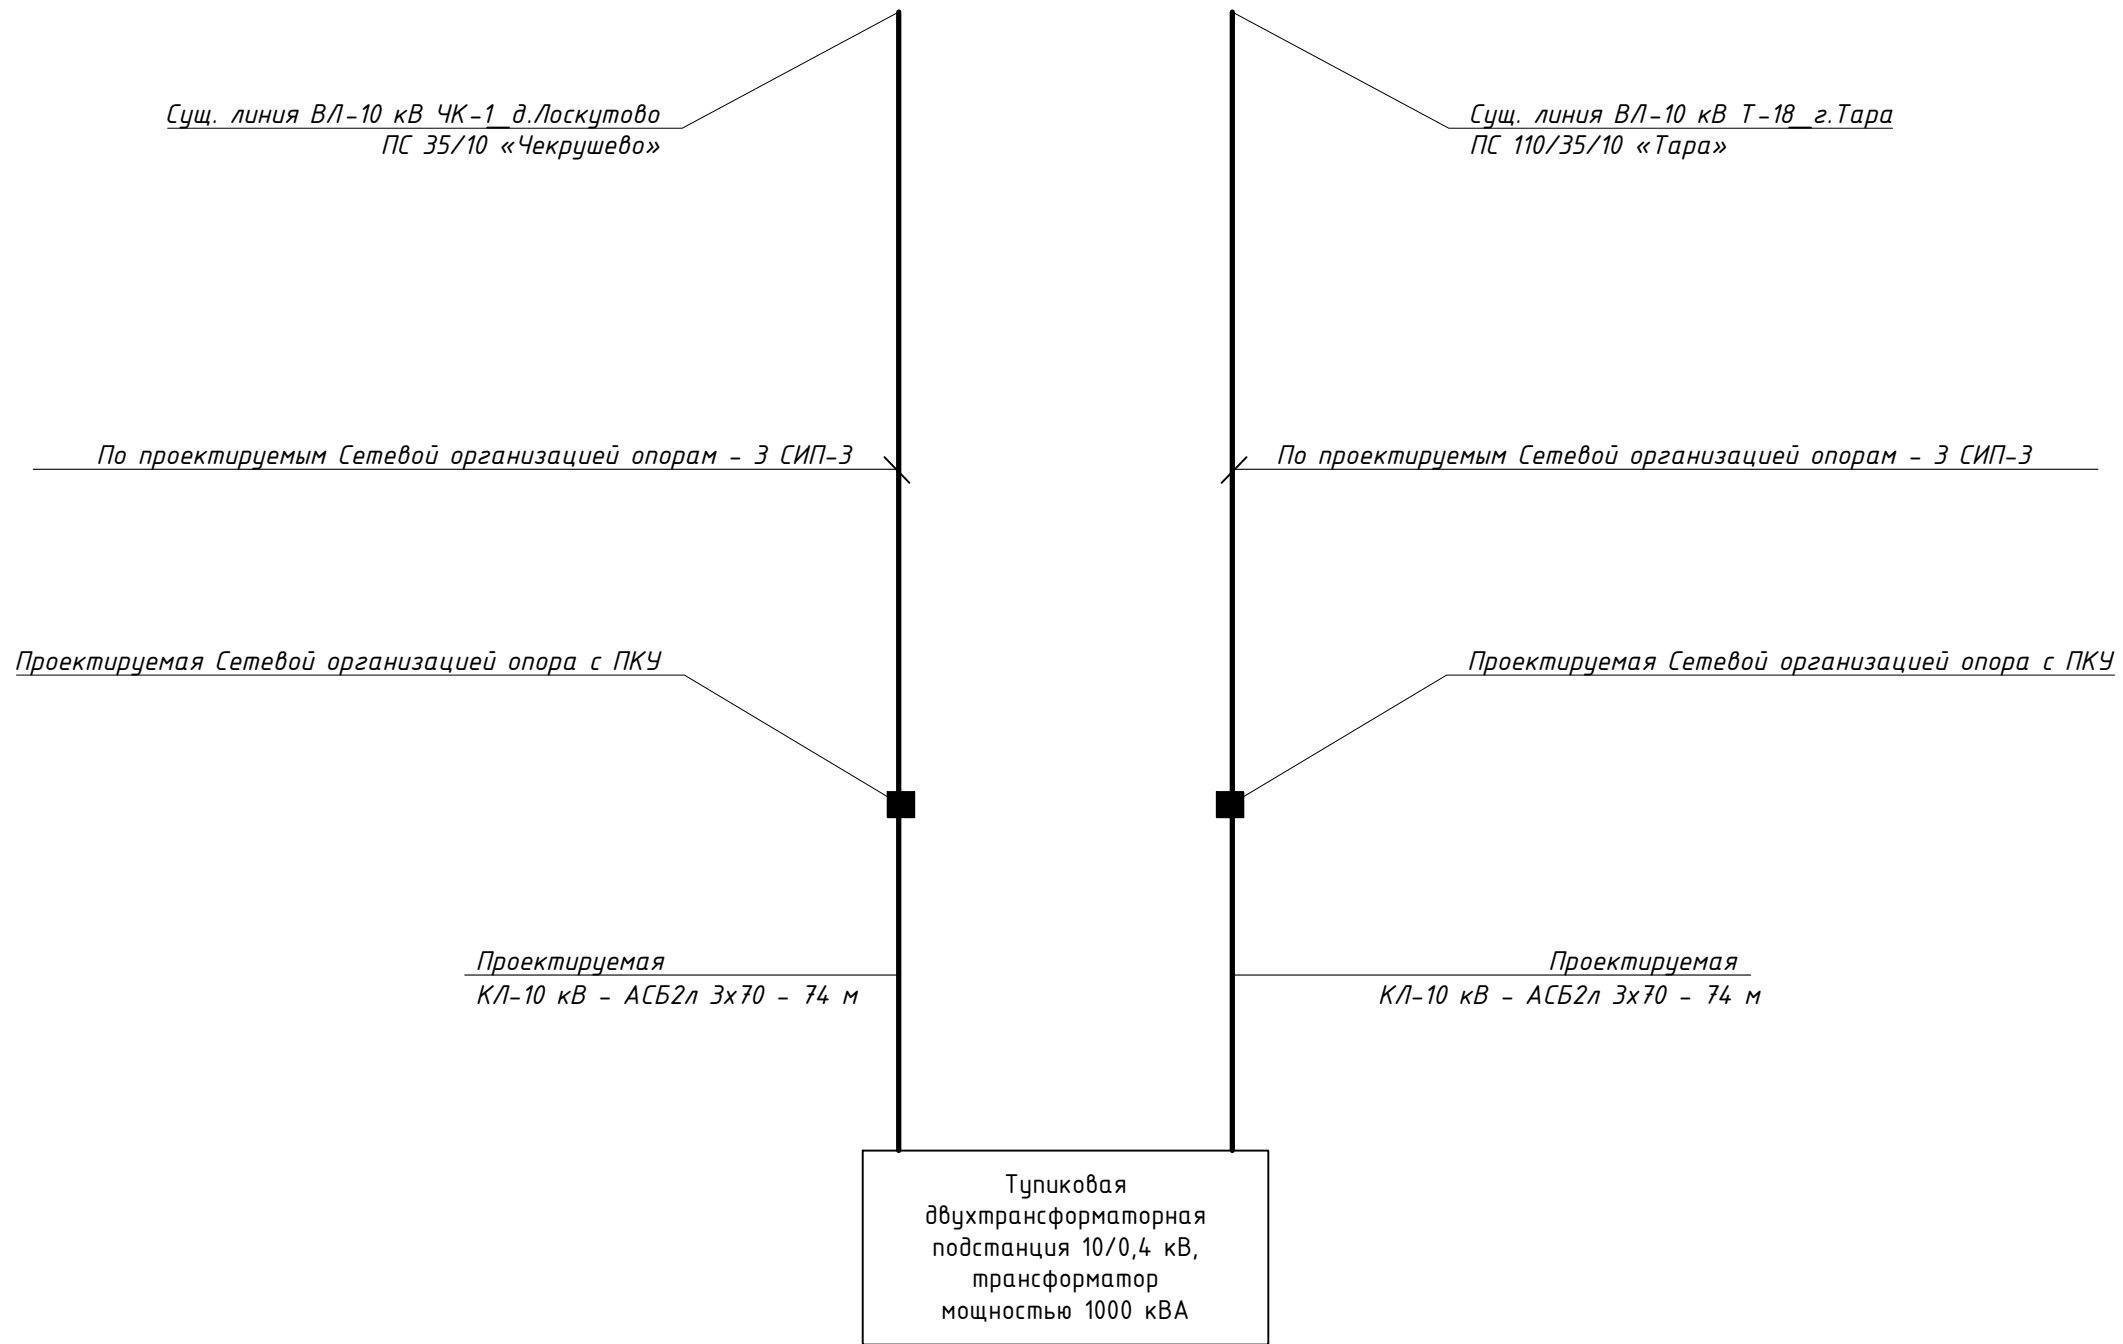 Сущ. линия ВЛ-10 кВ ЧК-1_д.Лоскутово
ПС 35/10 «Чекрушево»
Сущ. линия ВЛ-10 кВ Т-18_г.Тара
ПС 110/35/10 «Тара»
По проектируемым Сетевой организацией опорам - 3 СИП-3
По проектируемым Сетевой организацией опорам - 3 СИП-3
Проектируемая Сетевой организацией опора с ПКУ
Проектируемая Сетевой организацией опора с ПКУ
Проектируемая
КЛ-10 кВ - АСБ2л 3х70 - 74 м
Проектируемая
КЛ-10 кВ - АСБ2л 3х70 - 74 м
Тупиковая
двухтрансформаторная
подстанция 10/0,4 кВ,
трансформатор
мощностью 1000 кВА